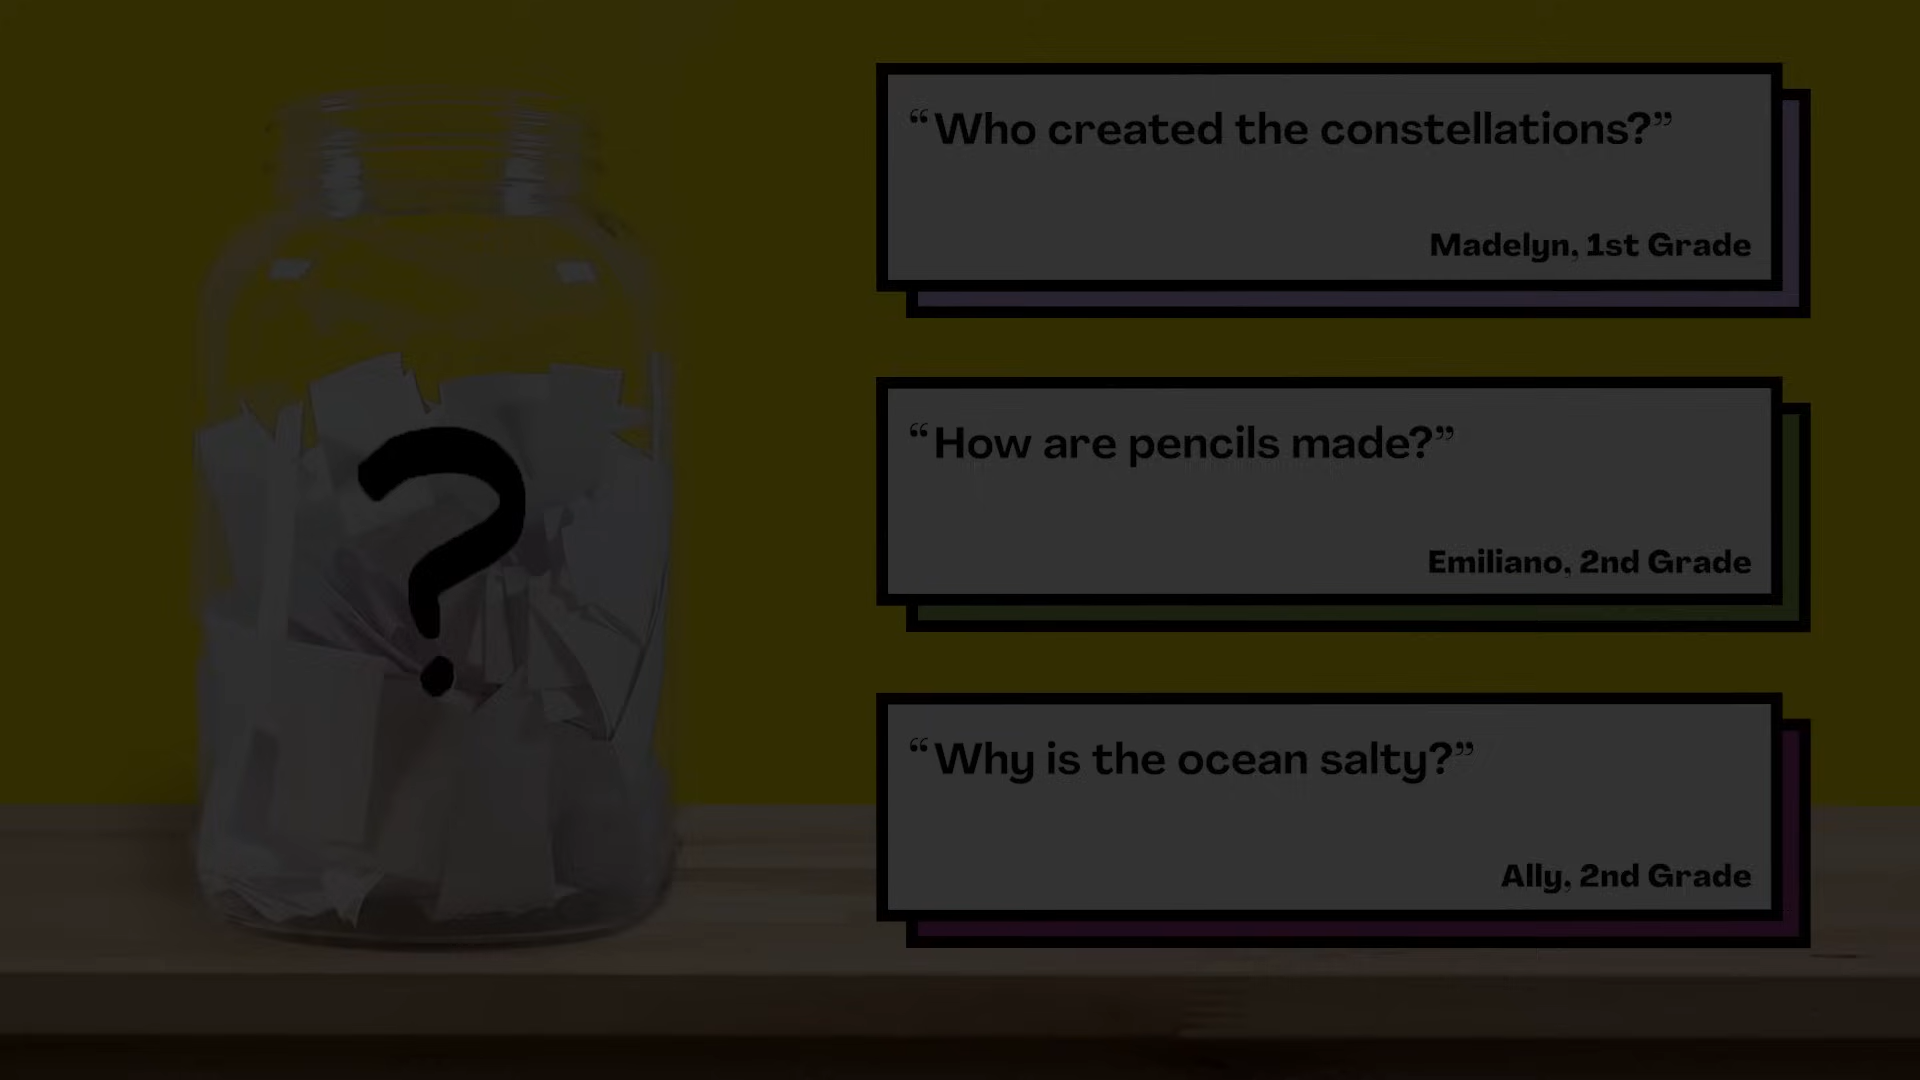 ?
“Who created the constellations?”
Madelyn, 1st Grade
“How are pencils made?”
Emiliano, 2nd Grade
“Why is the ocean salty?”
Ally, 2nd Grade